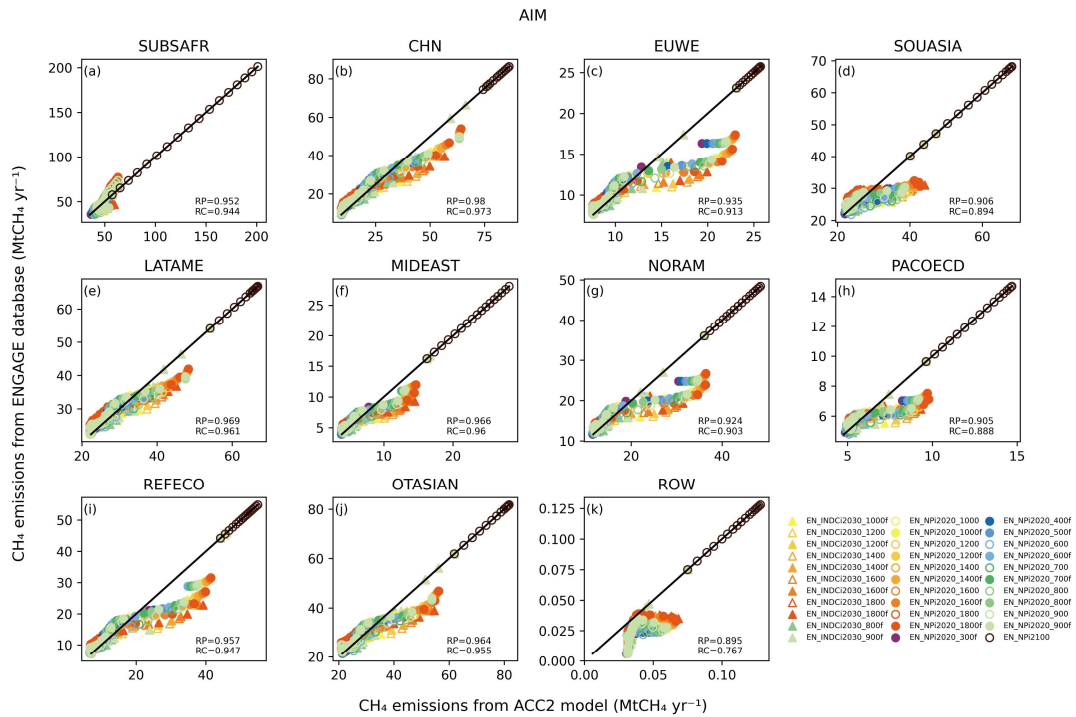 AIM
SUBSAFR
CHN
EUWE
SOUASIA
(a)
(b)
(c)
(d)
200
150
100
50
80
60
40
20
25
20
15
10
70
60
50
40
30
20
RP=0.952
RC=0.944
RP=0.98
RC=0.973
RP=0.935
RC=0.913
RP=0.906
RC=0.894
50 100 150 200
25 50 75
10 15 20 25
20 40 60
LATAME
MIDEAST
NORAM
PACOECD
(e)
(f)
(g)
(h)
60
50
40
30
25
20
15
10
5
50
40
30
20
10
14
12
10
8
6
RP=0.969
RC=0.961
RP=0.966
RC=0.96
RP=0.924
RC=0.903
RP=0.905
RC=0.888
20 30 40 50 60
10 20
20 40
5 10 15
REFECO
OTASIAN
ROW
(i)
(j)
(k)
50
40
30
20
10
80
60
40
20
0.125
0.100
0.075
0.050
0.025
0.000
RP=0.957
RC−0.947
RP=0.964
RC−0.955
RP=0.895
RC−0.767
20 40
20 40 60 80
0.00 0.05 0.10
EN_INDCi2030_1000f
EN_INDCi2030_1200
EN_INDCi2030_1200f
EN_INDCi2030_1400
EN_INDCi2030_1400f
EN_INDCi2030_1600
EN_INDCi2030_1600f
EN_INDCi2030_1800
EN_INDCi2030_1800f
EN_INDCi2030_800f
EN_INDCi2030_900f
EN_NPi2020_1000
EN_NPi2020_1000f
EN_NPi2020_1200
EN_NPi2020_1200f
EN_NPi2020_1400
EN_NPi2020_1400f
EN_NPi2020_1600
EN_NPi2020_1600f
EN_NPi2020_1800
EN_NPi2020_1800f
EN_NPi2020_300f
EN_NPi2020_400f
EN_NPi2020_500f
EN_NPi2020_600
EN_NPi2020_600f
EN_NPi2020_700
EN_NPi2020_700f
EN_NPi2020_800
EN_NPi2020_800f
EN_NPi2020_900
EN_NPi2020_900f
EN_NPi2100
CH₄ emissions from ENGAGE database (MtCH₄ yr⁻¹)
CH₄ emissions from ACC2 model (MtCH₄ yr⁻¹)